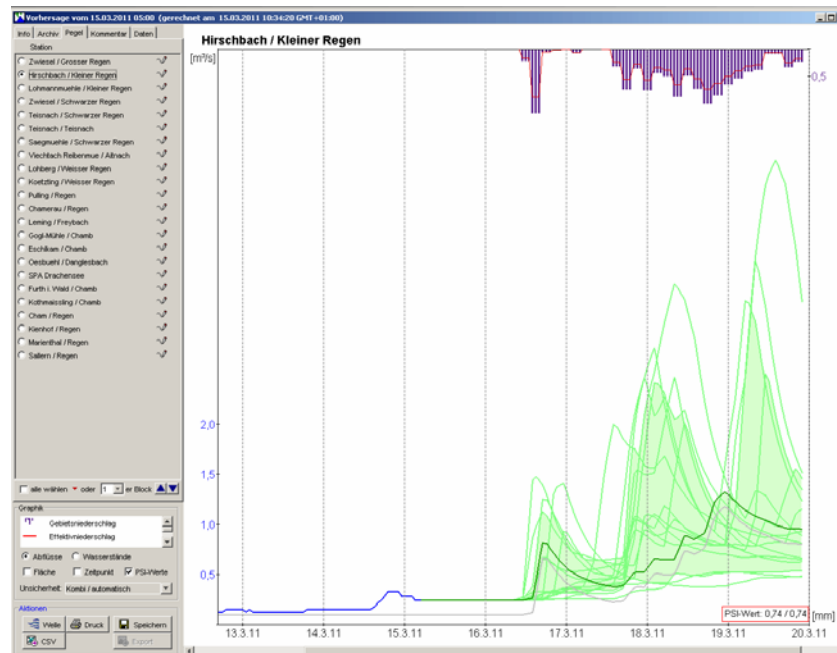 Vorhersage vom 15.03.2011 05:00 (gerechnet am 15.03.2011 10:34:20 GMT+01:00)
Info Archiv Pegel Kommentar Daten
Station
Zwiesel / Grosser Regen
Hirschbach / Kleiner Regen
Lohmannmuehle / Kleiner Regen
Zwiesel / Schwarzer Regen
Teisnach / Schwarzer Regen
Teisnach / Teisnach
Saegmuehle / Schwarzer Regen
Viechtach Reibenmue / Aitnach
Lohberg / Weisser Regen
Koetzting / Weisser Regen
Pulling / Regen
Chamerau / Regen
Leming / Freybach
Gogl-Mühle / Chamb
Eschlkam / Chamb
Oesbuehl / Danglesbach
SPA Drachensee
Furth i. Wald / Chamb
Kothmaissling / Chamb
Cham / Regen
Kienhof / Regen
Marienthal / Regen
Sallern / Regen
alle wählen oder 1 er Block
Graphik
Gebietsniederschlag
Effektivniederschlag
Abflüsse Wasserstände
Fläche Zeitpunkt PSI-Werte
Unsicherheit: Kombi / automatisch
Aktionen
Welle Druck Speichern
CSV Export
Hirschbach / Kleiner Regen
[m³/s]
0,5
2,0
1,5
1,0
0,5
PSI-Wert: 0,74 / 0,74
[mm]
13.3.11 14.3.11 15.3.11 16.3.11 17.3.11 18.3.11 19.3.11 20.3.11